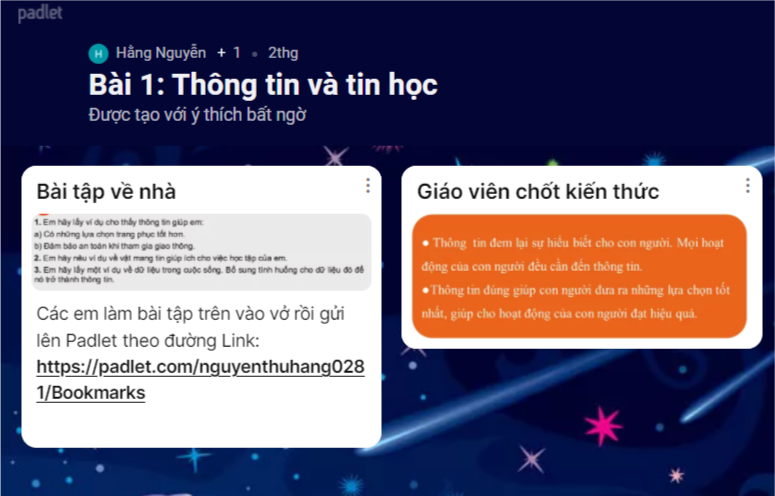 padlet
H Hằng Nguyễn + 1 • 2thg
Bài 1: Thông tin và tin học
Được tạo với ý thích bất ngờ
Bài tập về nhà
1. Em hãy lấy ví dụ cho thấy thông tin giúp em:
a) Có những lựa chọn trang phục tốt hơn.
b) Đảm bảo an toàn khi tham gia giao thông.
2. Em hãy nêu ví dụ về vật mang tin giúp ích cho việc học tập của em.
3. Em hãy lấy một ví dụ về dữ liệu trong cuộc sống. Bổ sung tình huống cho dữ liệu đó để
nó trở thành thông tin.
Các em làm bài tập trên vào vở rồi gửi
lên Padlet theo đường Link:
https://padlet.com/nguyenthuhang028
1/Bookmarks
Giáo viên chốt kiến thức
● Thông tin đem lại sự hiểu biết cho con người. Mọi hoạt
động của con người đều cần đến thông tin.
●Thông tin đúng giúp con người đưa ra những lựa chọn tốt
nhất, giúp cho hoạt động của con người đạt hiệu quả.